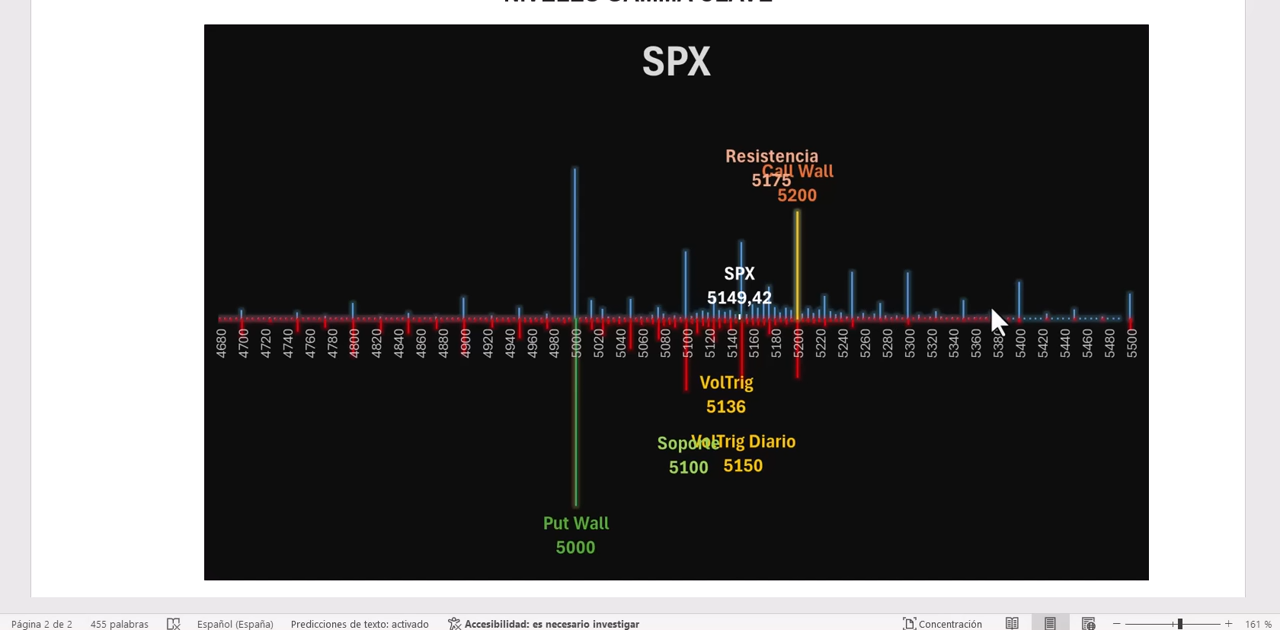 NIVELES GAMMA CLAVE
SPX
Resistencia
5175
Call Wall
5200
SPX
5149,42
4680 4700 4720 4740 4760 4780 4800 4820 4840 4860 4880 4900 4920 4940 4960 4980 5000 5020 5040 5060 5080 5100 5120 5140 5160 5180 5200 5220 5240 5260 5280 5300 5320 5340 5360 5380 5400 5420 5440 5460 5480 5500
VolTrig
5136
Soporte
5100
VolTrig Diario
5150
Put Wall
5000
Página 2 de 2 455 palabras Español (España) Predicciones de texto: activado Accesibilidad: es necesario investigar Concentración 161 %